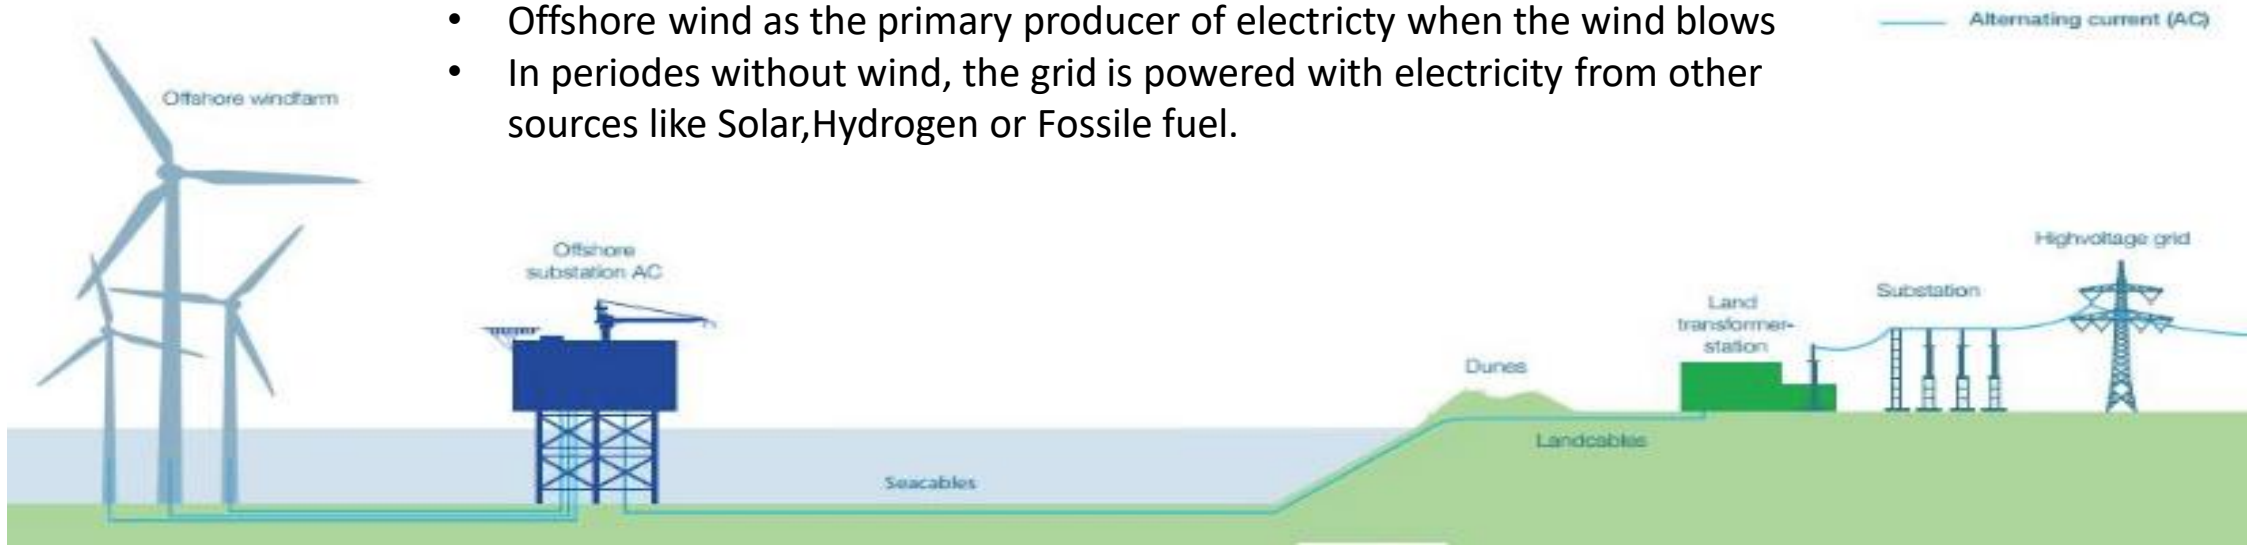 • Offshore wind as the primary producer of electricty when the wind blows
• In periodes without wind, the grid is powered with electricity from other
sources like Solar,Hydrogen or Fossile fuel.
Alternating current (AC)
Offshore windfarm
Offshore
substation AC
Seacables
Dunes
Landcables
Land
transformer-
station
Substation
Highvoltage grid